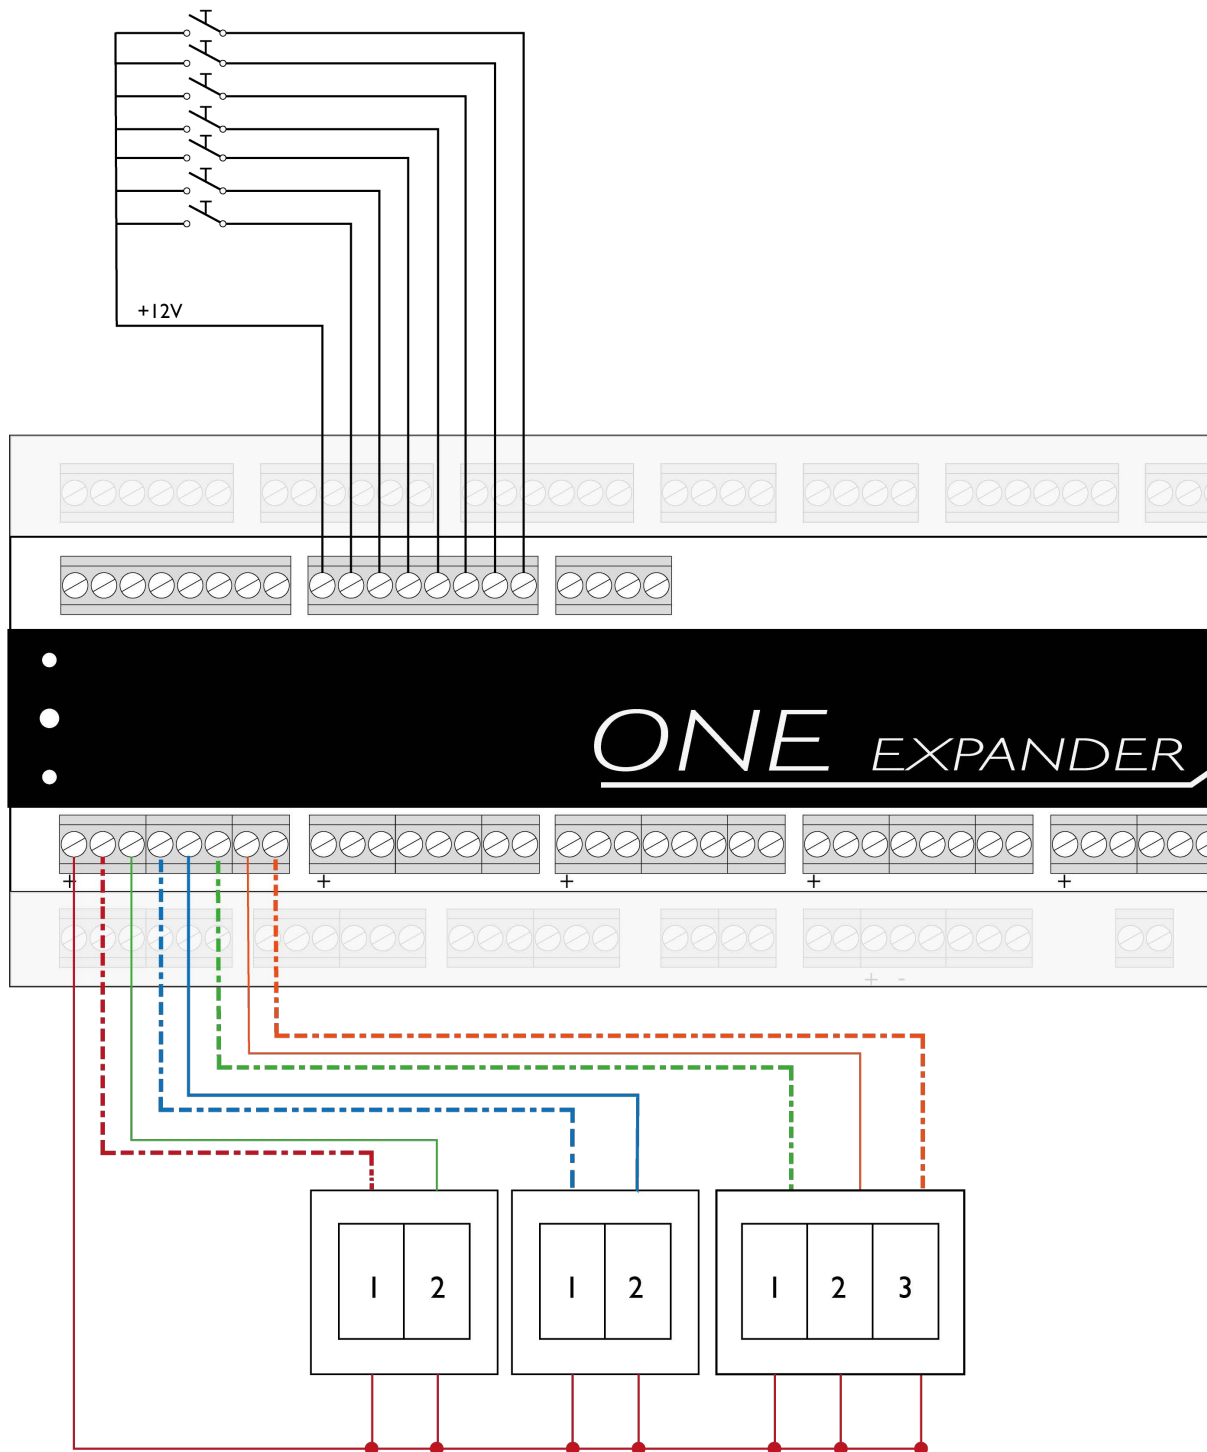 +12V
ONE EXPANDER
+ + + + +
+ -
1 2 1 2 1 2 3